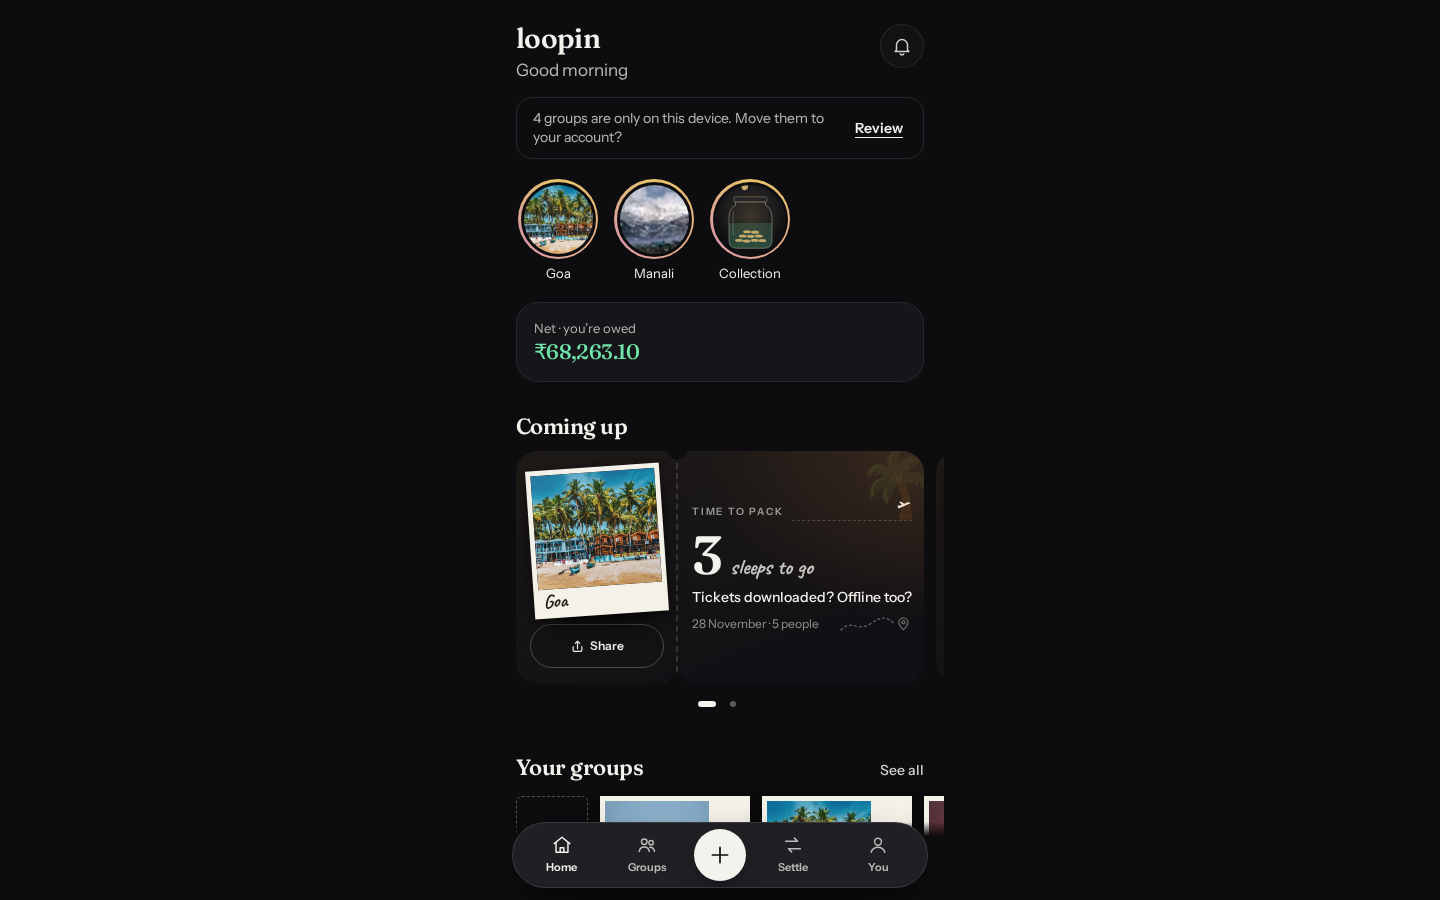 loopin
Good morning
4 groups are only on this device. Move them to
your account?
Review
Goa
Manali
Collection
Net · you're owed
₹68,263.10
Coming up
Goa
Share
TIME TO PACK
3 sleeps to go
Tickets downloaded? Offline too?
28 November · 5 people
Your groups
See all
Home
Groups
Settle
You